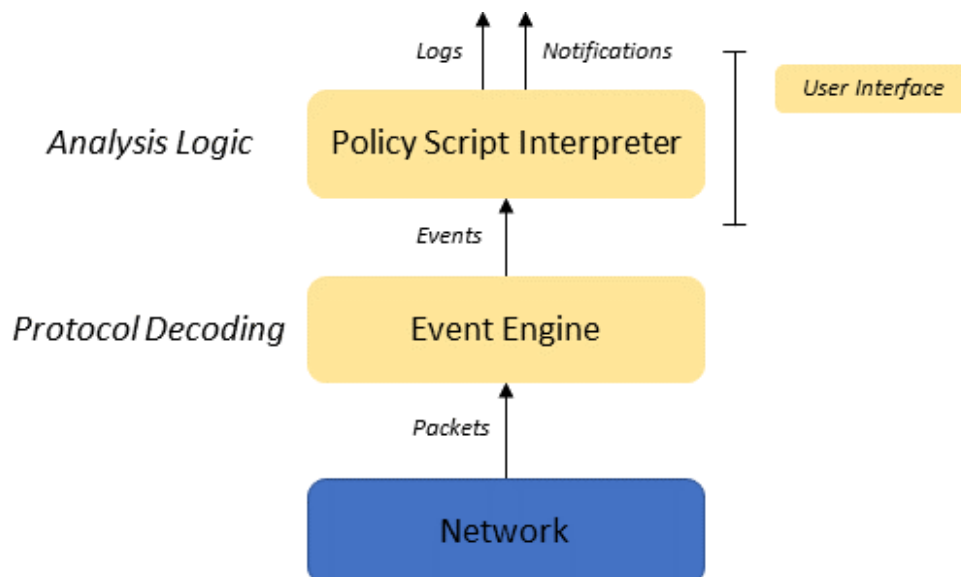 Logs
Notifications
User Interface
Analysis Logic
Policy Script Interpreter
Events
Protocol Decoding
Event Engine
Packets
Network